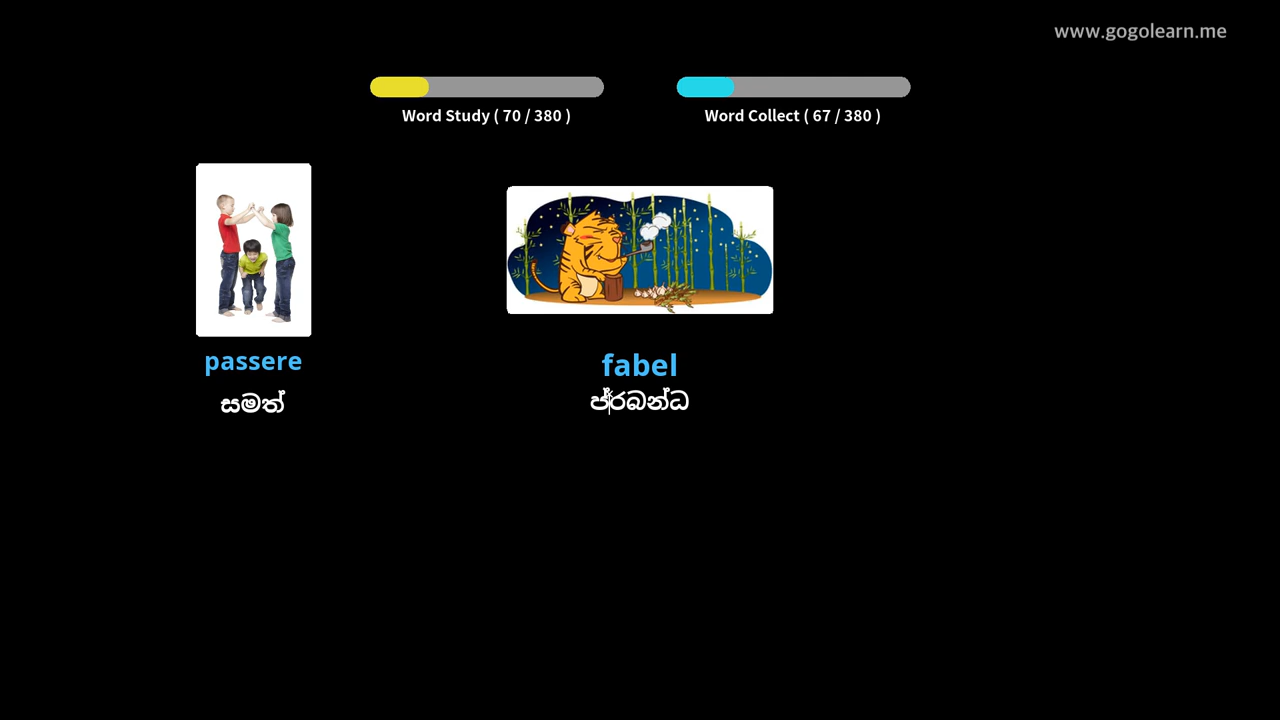 www.gogolearn.me
Word Study ( 70 / 380 )
Word Collect ( 67 / 380 )
passere
සමත්
fabel
ප්‍රබන්ධ